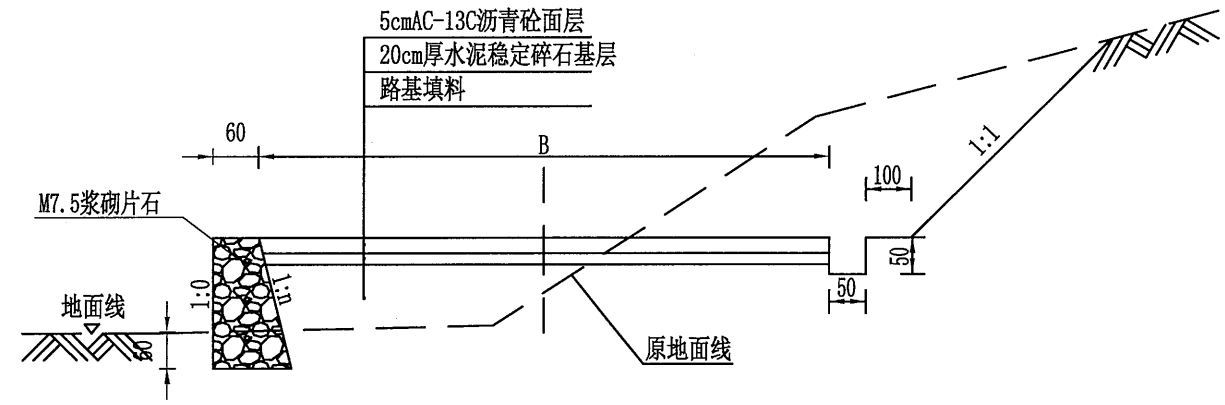 5cmAC-13C沥青砼面层
20cm厚水泥稳定碎石基层
路基填料
60
B
1:1
100
M7.5浆砌片石
50
50
1:0
1:n
地面线
60
原地面线